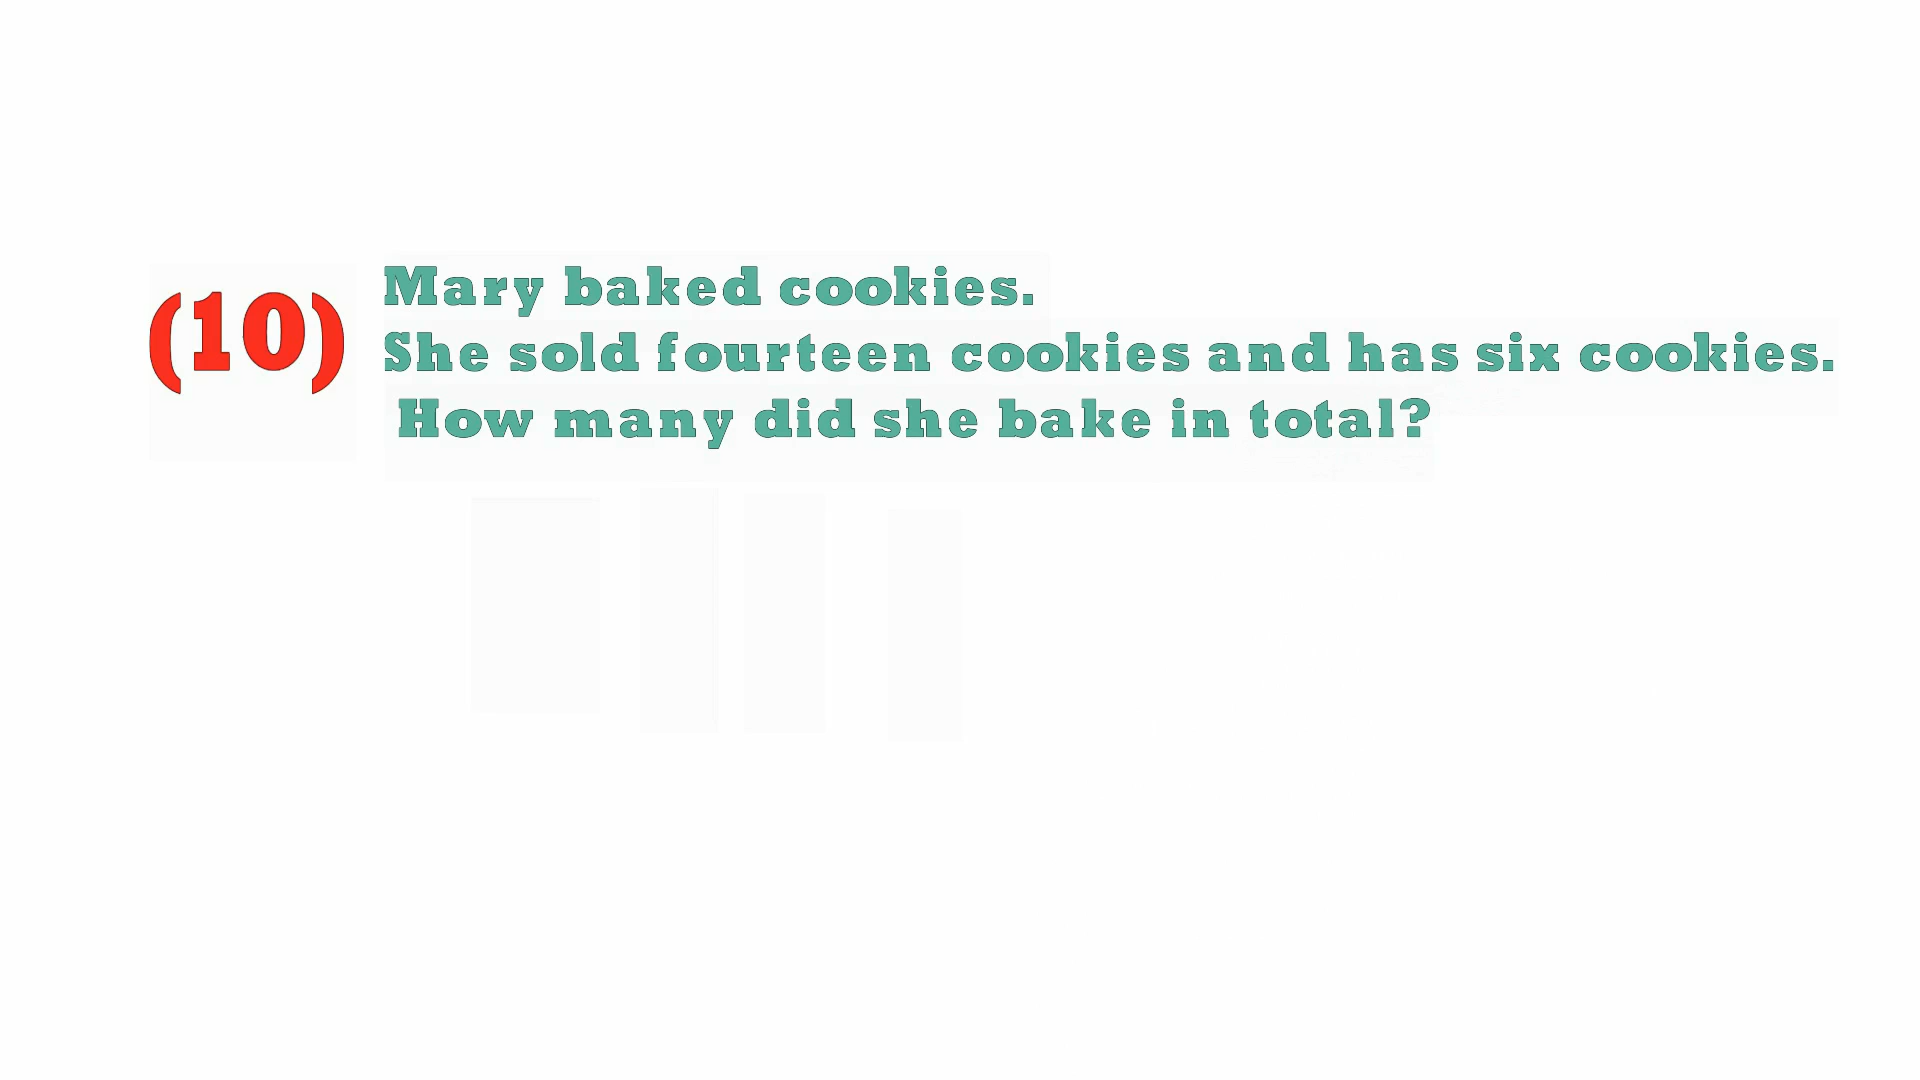 (10) Mary baked cookies.
She sold fourteen cookies and has six cookies.
How many did she bake in total?